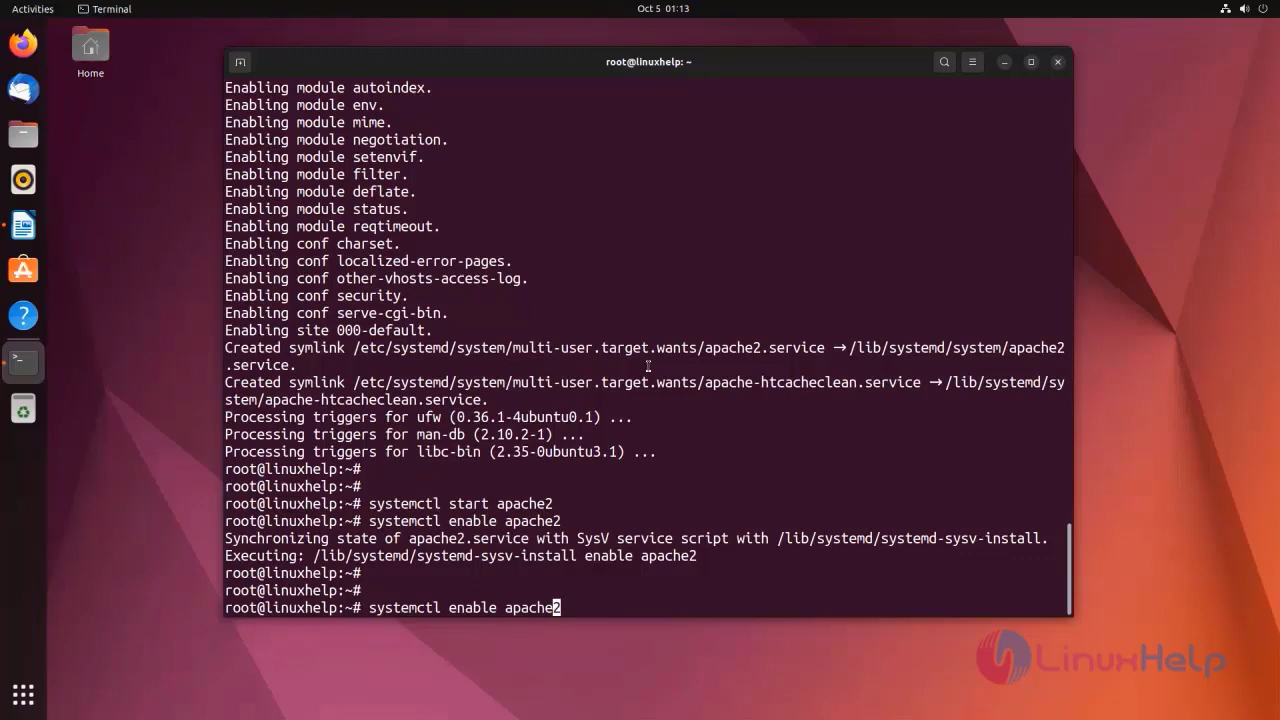 Activities
Terminal
Oct 5 01:13
Home
root@linuxhelp: ~
Enabling module autoindex.
Enabling module env.
Enabling module mime.
Enabling module negotiation.
Enabling module setenvif.
Enabling module filter.
Enabling module deflate.
Enabling module status.
Enabling module reqtimeout.
Enabling conf charset.
Enabling conf localized-error-pages.
Enabling conf other-vhosts-access-log.
Enabling conf security.
Enabling conf serve-cgi-bin.
Enabling site 000-default.
Created symlink /etc/systemd/system/multi-user.target.wants/apache2.service → /lib/systemd/system/apache2
.service.
Created symlink /etc/systemd/system/multi-user.target.wants/apache-htcacheclean.service → /lib/systemd/sy
stem/apache-htcacheclean.service.
Processing triggers for ufw (0.36.1-4ubuntu0.1) ...
Processing triggers for man-db (2.10.2-1) ...
Processing triggers for libc-bin (2.35-0ubuntu3.1) ...
root@linuxhelp:~#
root@linuxhelp:~#
root@linuxhelp:~# systemctl start apache2
root@linuxhelp:~# systemctl enable apache2
Synchronizing state of apache2.service with SysV service script with /lib/systemd/systemd-sysv-install.
Executing: /lib/systemd/systemd-sysv-install enable apache2
root@linuxhelp:~#
root@linuxhelp:~#
root@linuxhelp:~# systemctl enable apache2
LinuxHelp